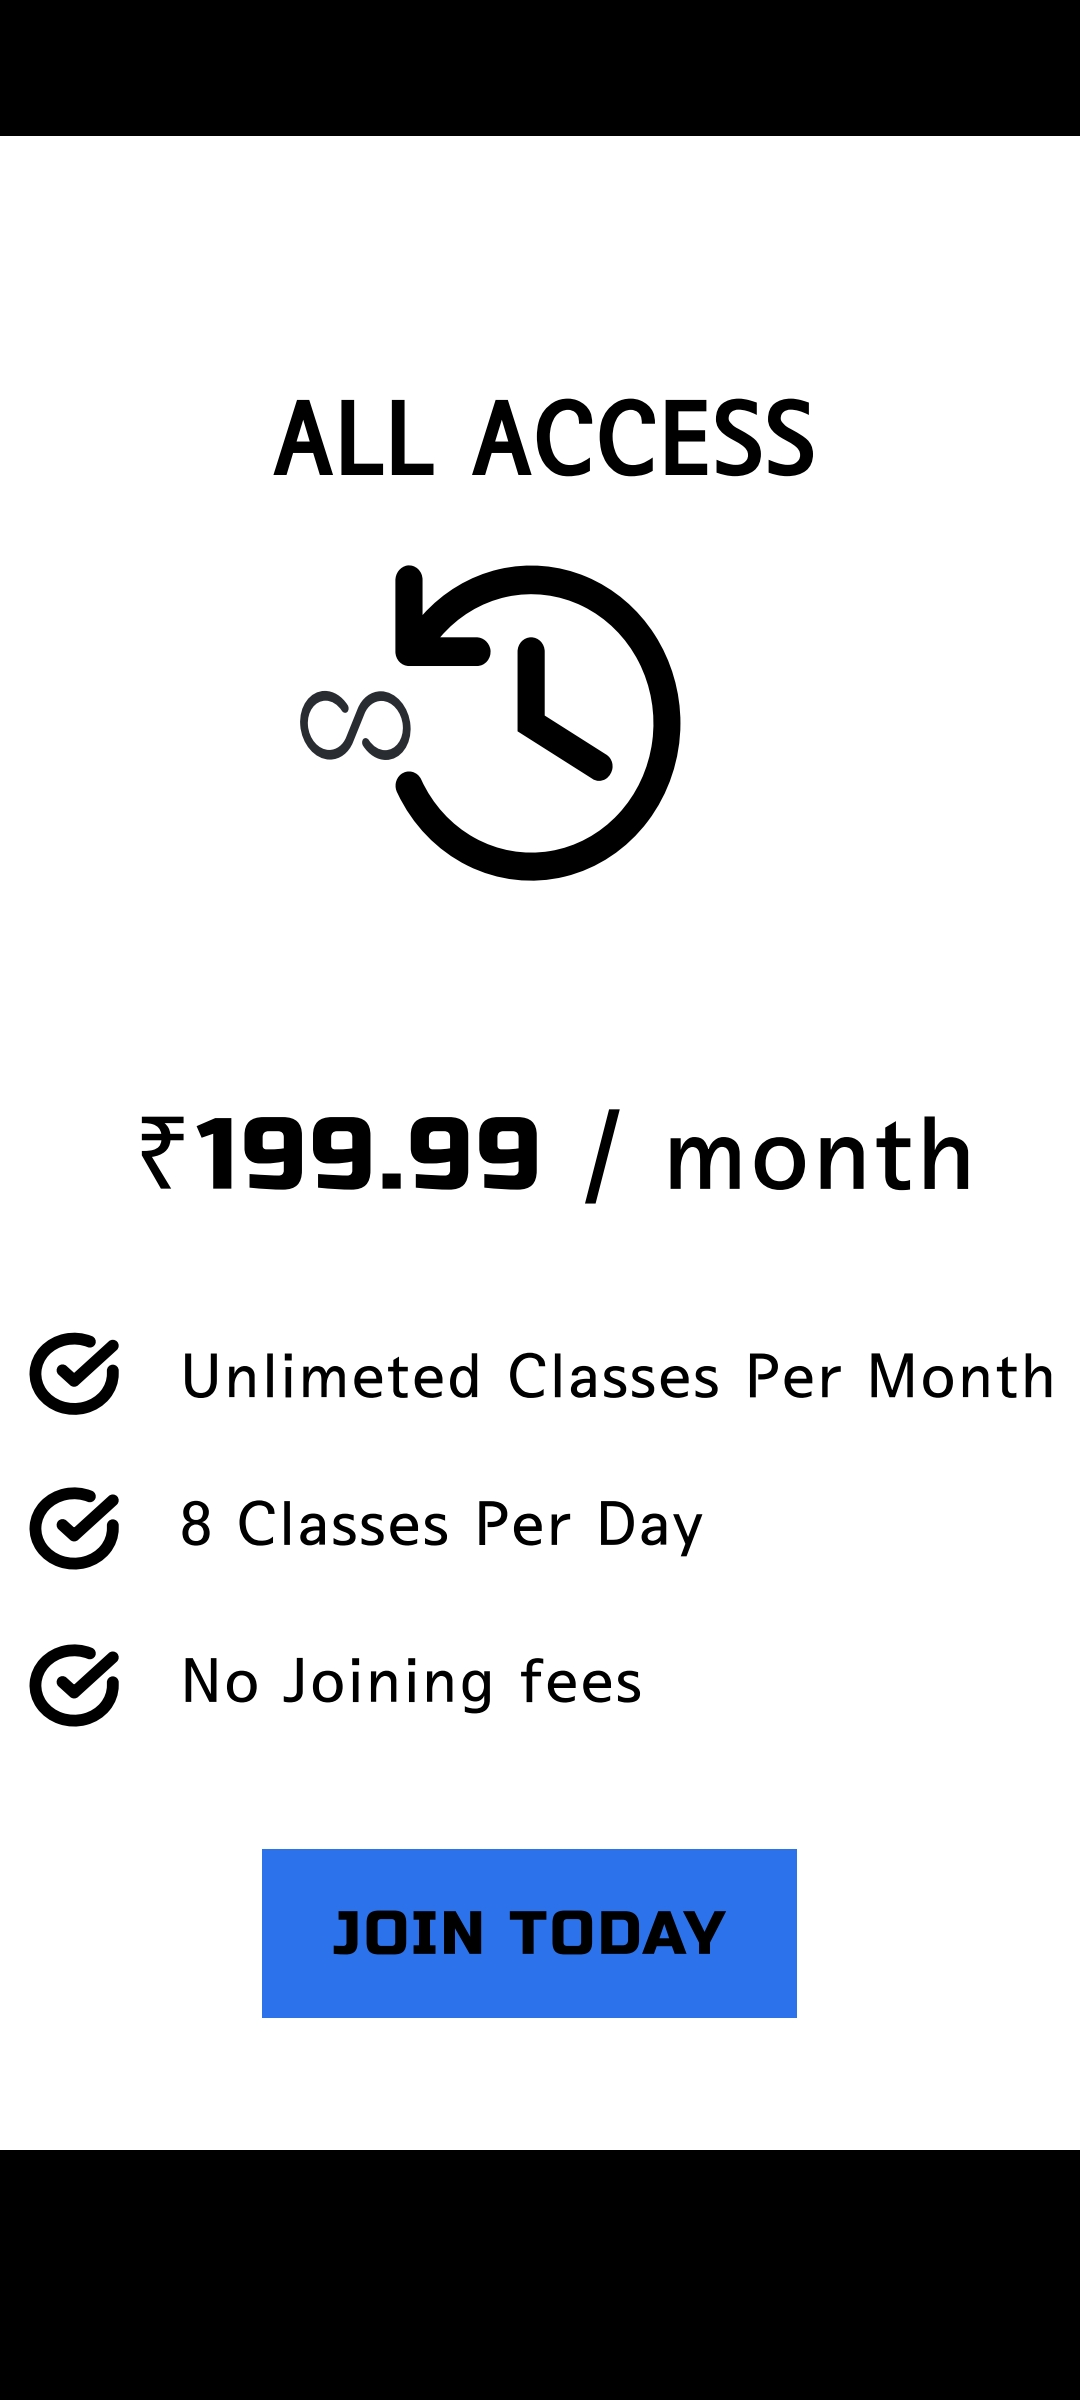 ALL ACCESS
₹199.99 / month
Unlimeted Classes Per Month
8 Classes Per Day
No Joining fees
JOIN TODAY